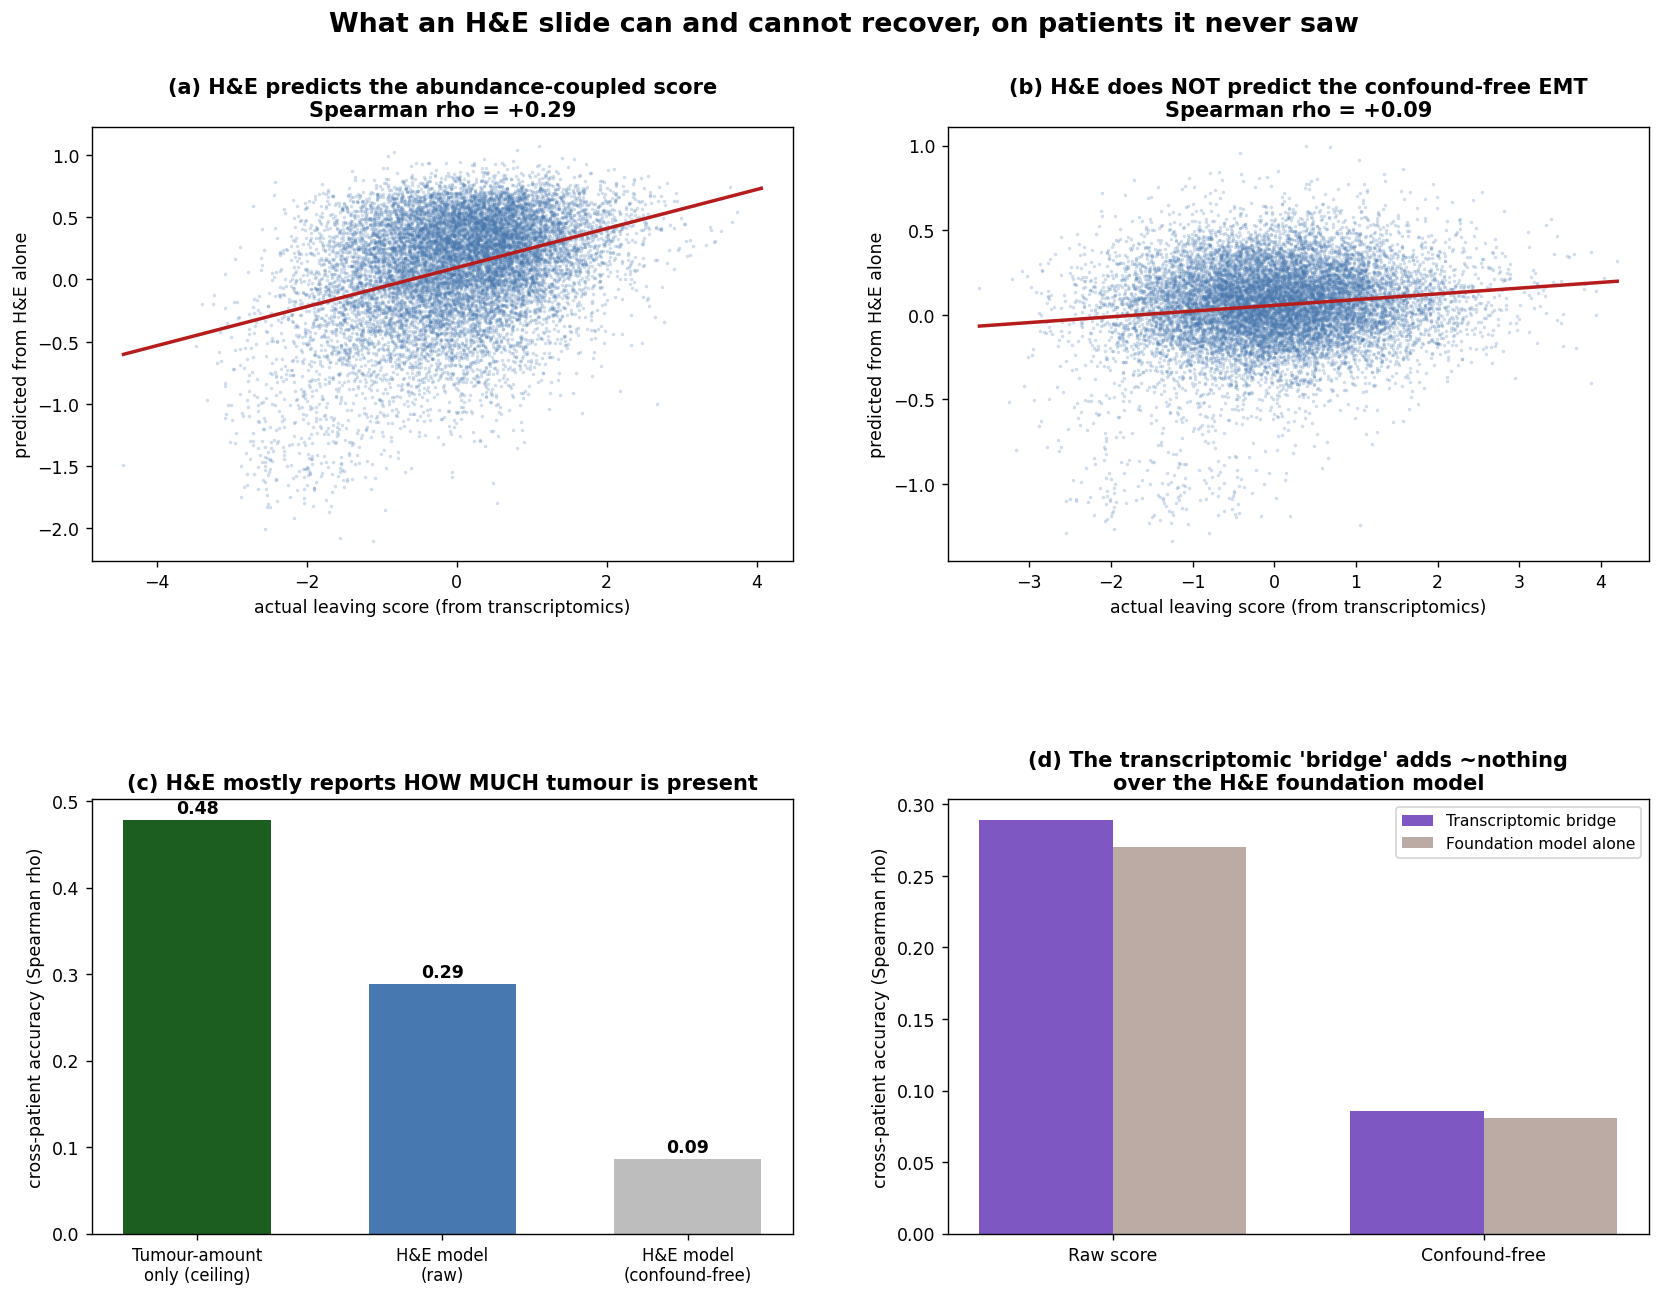 What an H&E slide can and cannot recover, on patients it never saw
(a) H&E predicts the abundance-coupled score
Spearman rho = +0.29
1.0
0.5
0.0
−0.5
−1.0
−1.5
−2.0
predicted from H&E alone
−4
−2
0
2
4
actual leaving score (from transcriptomics)
(b) H&E does NOT predict the confound-free EMT
Spearman rho = +0.09
1.0
0.5
0.0
−0.5
−1.0
predicted from H&E alone
−3
−2
−1
0
1
2
3
4
actual leaving score (from transcriptomics)
(c) H&E mostly reports HOW MUCH tumour is present
0.5
0.4
0.3
0.2
0.1
0.0
cross-patient accuracy (Spearman rho)
0.48
0.29
0.09
Tumour-amount
only (ceiling)
H&E model
(raw)
H&E model
(confound-free)
(d) The transcriptomic 'bridge' adds ~nothing
over the H&E foundation model
0.30
0.25
0.20
0.15
0.10
0.05
0.00
cross-patient accuracy (Spearman rho)
Transcriptomic bridge
Foundation model alone
Raw score
Confound-free